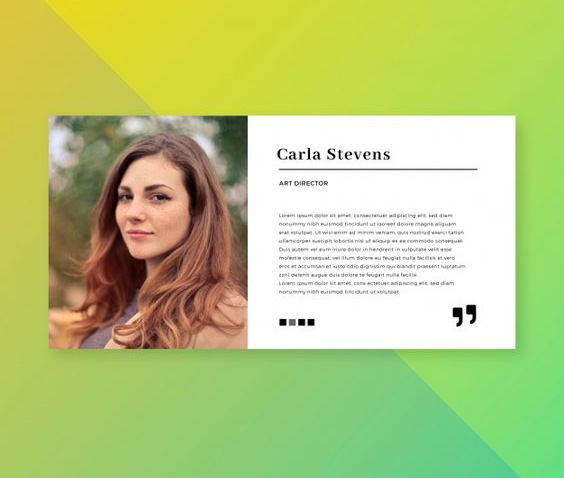 Carla Stevens
ART DIRECTOR
Lorem ipsum dolor sit amet, consectetuer adipiscing elit, sed diam
nonummy nibh euismod tincidunt ut laoreet dolore magna aliquam
erat volutpat. Ut wisi enim ad minim veniam, quis nostrud exerci tation
ullamcorper suscipit lobortis nisl ut aliquip ex ea commodo consequat.
Duis autem vel eum iriure dolor in hendrerit in vulputate velit esse
molestie consequat, vel illum dolore eu feugiat nulla facilisis at vero
eros et accumsan et iusto odio dignissim qui blandit praesent luptatum
zzril delenit augue duis dolore te feugait nulla facilisi.
Lorem ipsum dolor sit amet, cons ectetuer adipiscing elit, sed diam
nonummy nibh euismod tincidunt ut volutpat.